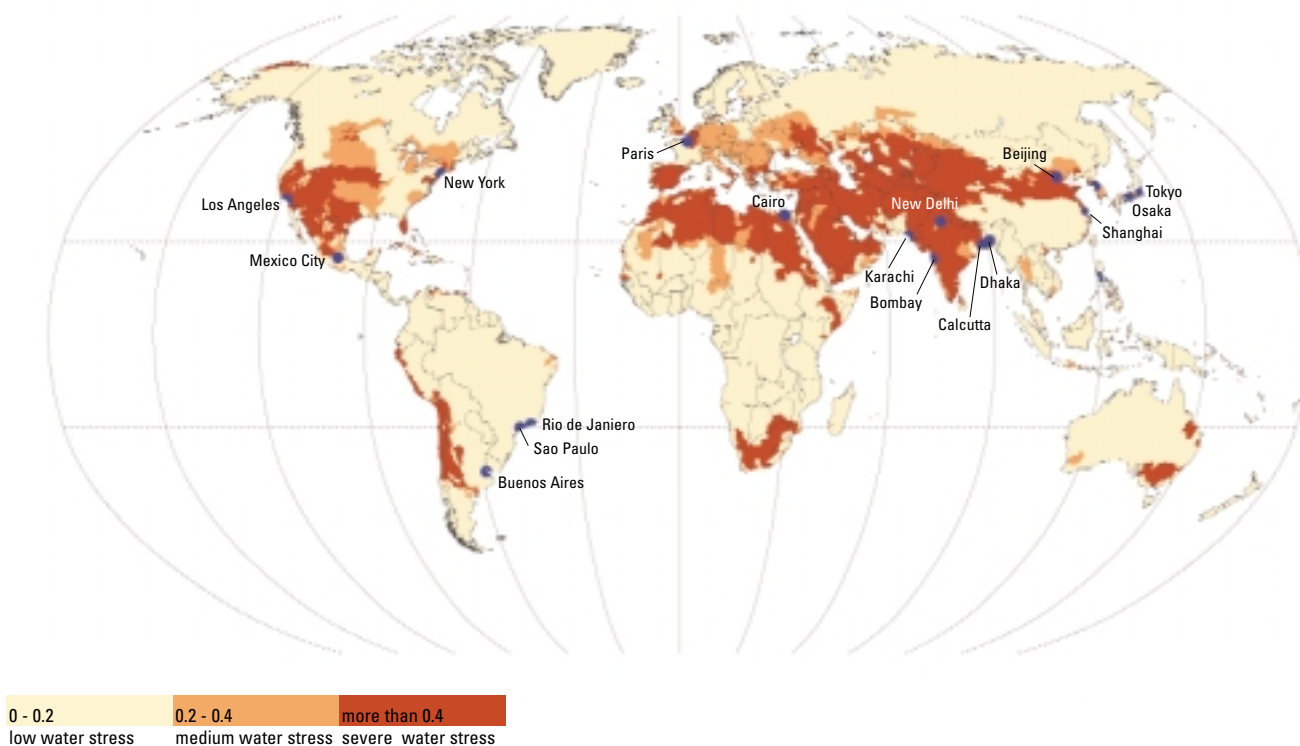 Paris
Beijing
New York
Tokyo
Los Angeles
Cairo
New Delhi
Osaka
Shanghai
Mexico City
Karachi
Dhaka
Bombay
Calcutta
Rio de Janiero
Sao Paulo
Buenos Aires
0 - 0.2
0.2 - 0.4
more than 0.4
low water stress
medium water stress
severe water stress